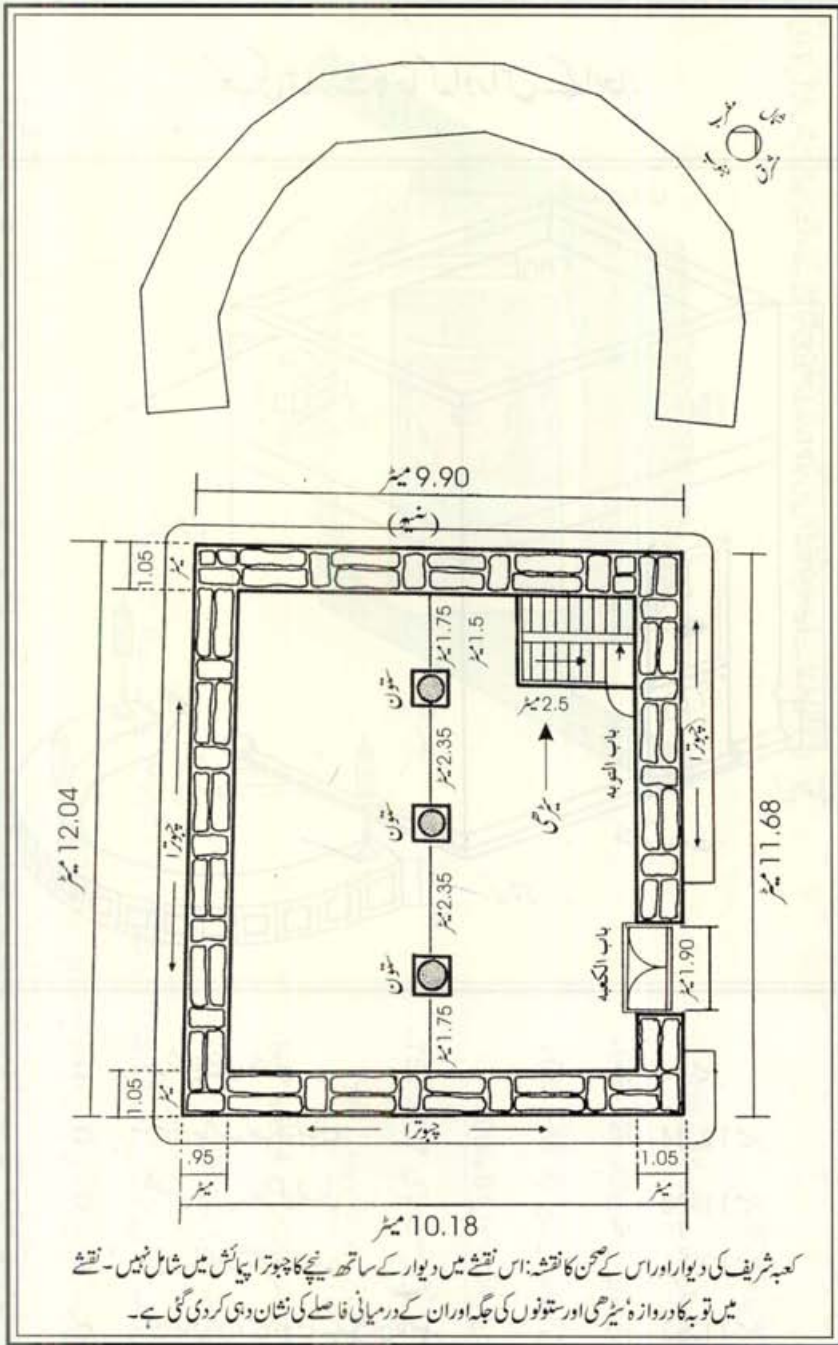 شمال
مغرب
مشرق
جنوب
9.90 میٹر
1.05 میٹر
12.04 میٹر
چبوترا
ستون
1.75 میٹر
1.5 میٹر
2.5 میٹر
سیڑھی
باب التوبہ
چبوترا
2.35 میٹر
ستون
11.68 میٹر
2.35 میٹر
ستون
باب الکعبہ
1.90 میٹر
1.75 میٹر
1.05 میٹر
چبوترا
.95 میٹر
1.05 میٹر
10.18 میٹر
کعبہ شریف کی دیوار اور اس کے صحن کا نقشہ: اس نقشے میں دیوار کے ساتھ نیچے کا چبوترا پیمائش میں شامل نہیں۔ نقشے
میں توبہ کا دروازہ، سیڑھی اور ستونوں کی جگہ اور ان کے درمیانی فاصلے کی نشان دہی کر دی گئی ہے۔